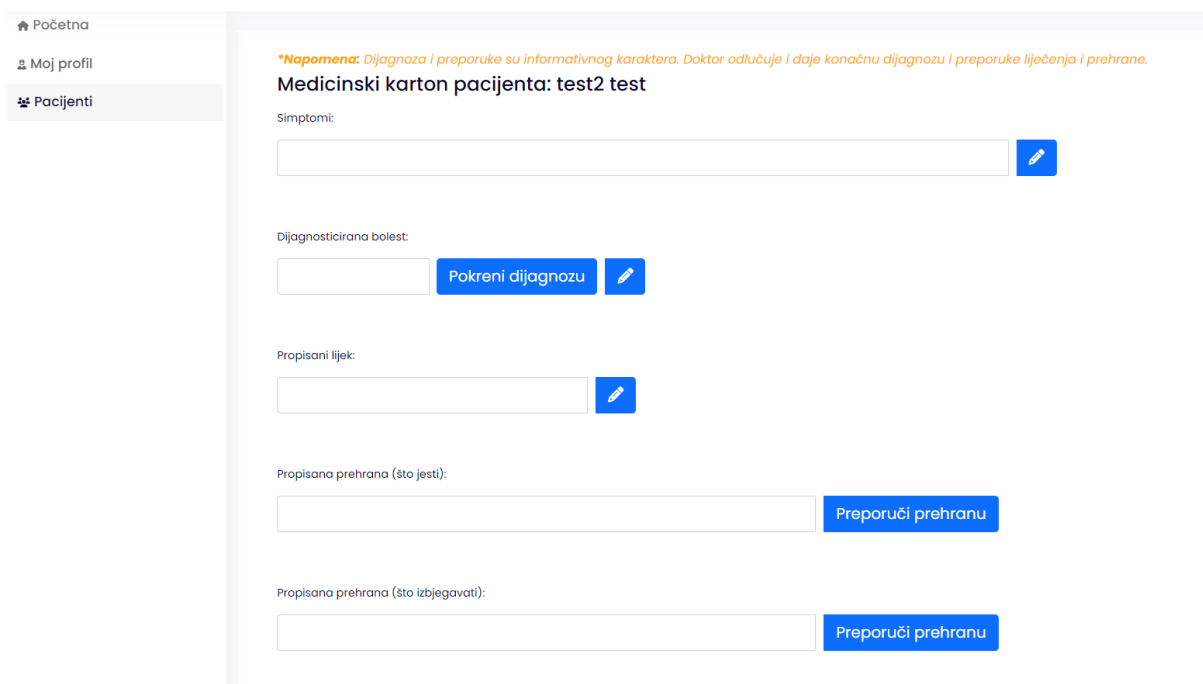 Početna
Moj profil
Pacijenti
*Napomena: Dijagnoza i preporuke su informativnog karaktera. Doktor odlučuje i daje konačnu dijagnozu i preporuke liječenja i prehrane.
Medicinski karton pacijenta: test2 test
Simptomi:
Dijagnosticirana bolest:
Pokreni dijagnozu
Propisani lijek:
Propisana prehrana (što jesti):
Preporuči prehranu
Propisana prehrana (što izbjegavati):
Preporuči prehranu